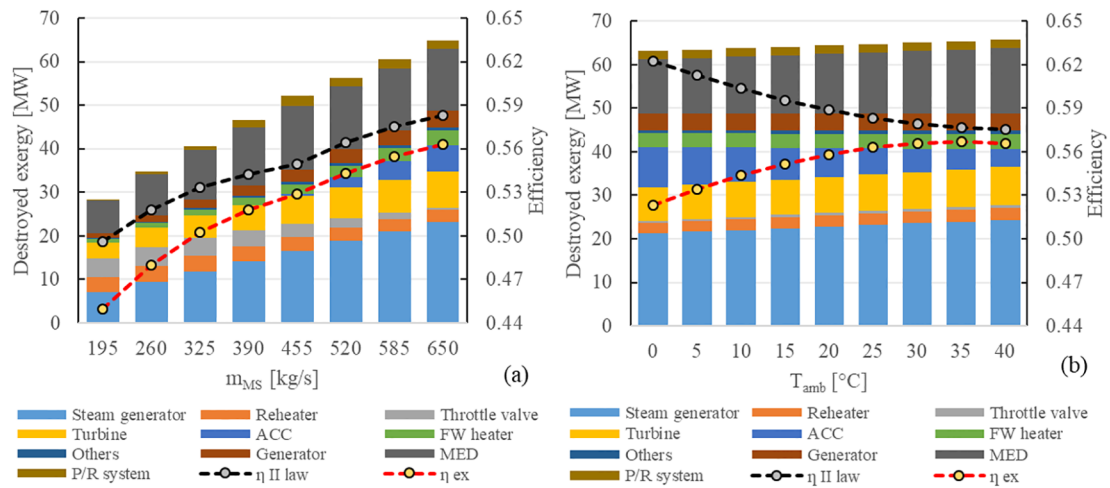 70 0.65
60 0.62
50 0.59
40 0.56
30 0.53
20 0.50
10 0.47
0 0.44
Destroyed exergy [MW]
Efficiency
195 260 325 390 455 520 585 650
m_MS [kg/s]
(a)
Steam generator Reheater Throttle valve
Turbine ACC FW heater
Others Generator MED
P/R system η II law η ex
70 0.65
60 0.62
50 0.59
40 0.56
30 0.53
20 0.50
10 0.47
0 0.44
Destroyed exergy [MW]
Efficiency
0 5 10 15 20 25 30 35 40
T_amb [°C]
(b)
Steam generator Reheater Throttle valve
Turbine ACC FW heater
Others Generator MED
P/R system η II law η ex